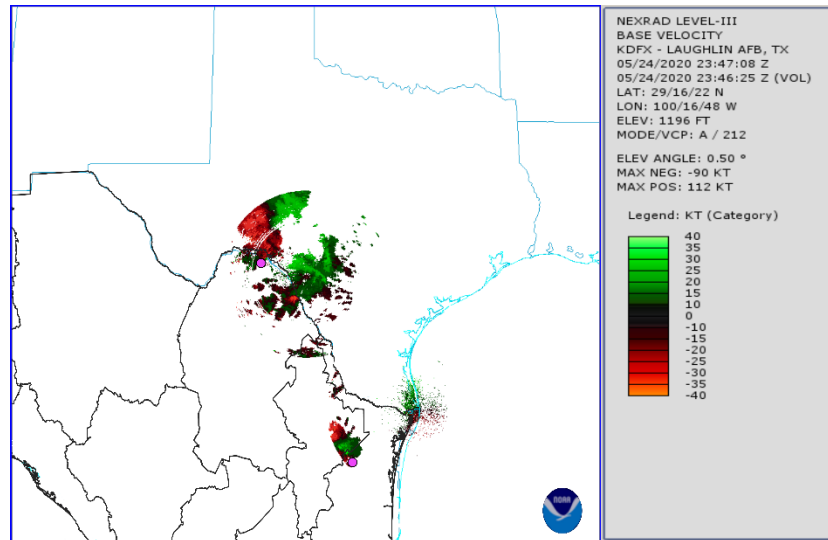 NEXRAD LEVEL-III
BASE VELOCITY
KDFX - LAUGHLIN AFB, TX
05/24/2020 23:47:08 Z
05/24/2020 23:46:25 Z (VOL)
LAT: 29/16/22 N
LON: 100/16/48 W
ELEV: 1196 FT
MODE/VCP: A / 212
ELEV ANGLE: 0.50 °
MAX NEG: -90 KT
MAX POS: 112 KT
Legend: KT (Category)
40
35
30
25
20
15
10
0
-10
-15
-20
-25
-30
-35
-40
NOAA